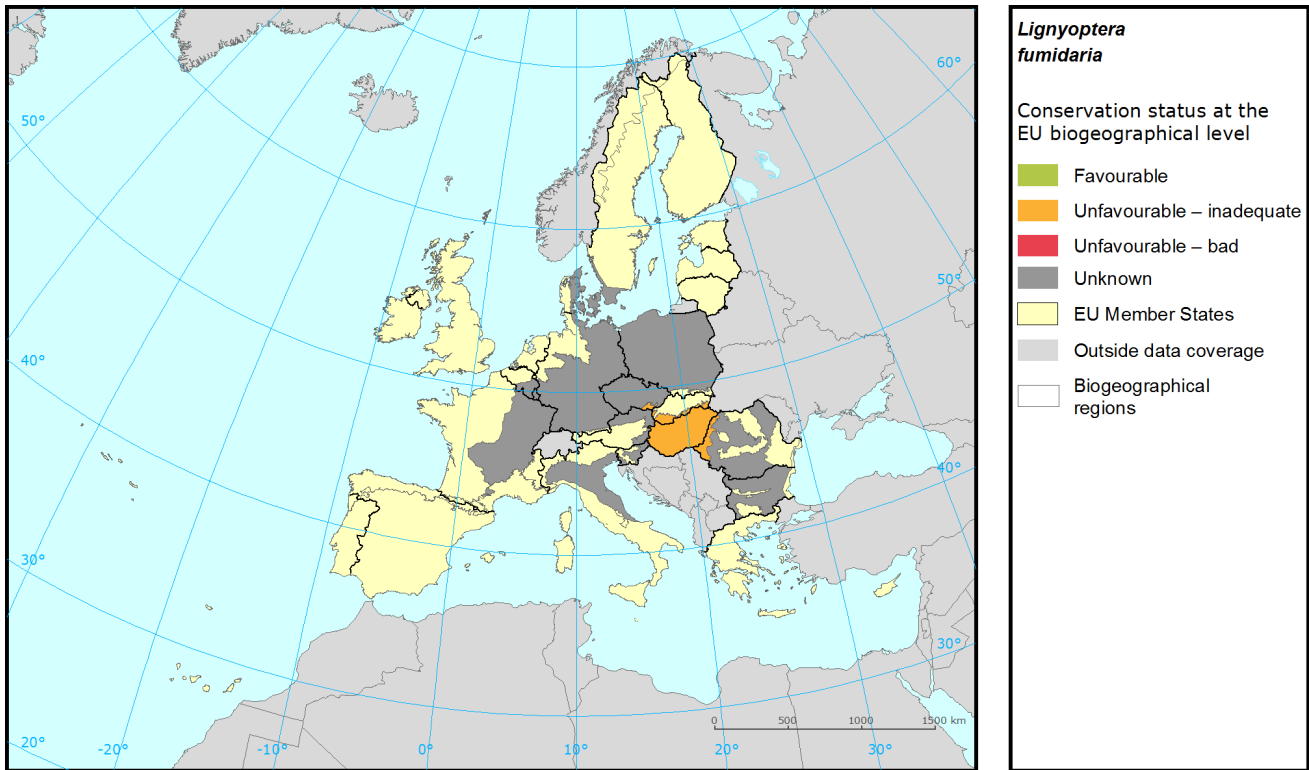 Lignyoptera
fumidaria
Conservation status at the
EU biogeographical level
Favourable
Unfavourable – inadequate
Unfavourable – bad
Unknown
EU Member States
Outside data coverage
Biogeographical
regions
60°
50°
50°
40°
40°
30°
30°
20°
-20°
-10°
0°
10°
20°
30°
0 500 1000 1500 km